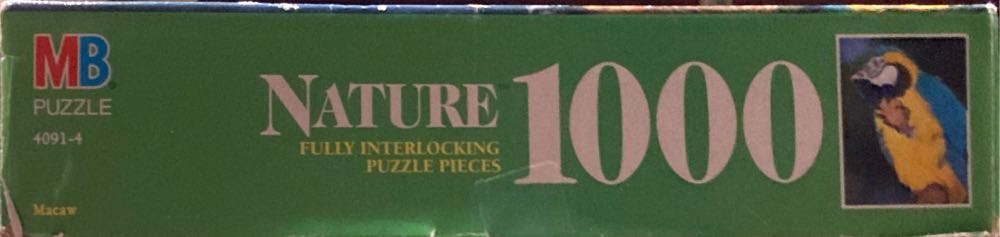 MB
PUZZLE
4091-4
Macaw
NATURE 1000
FULLY INTERLOCKING
PUZZLE PIECES